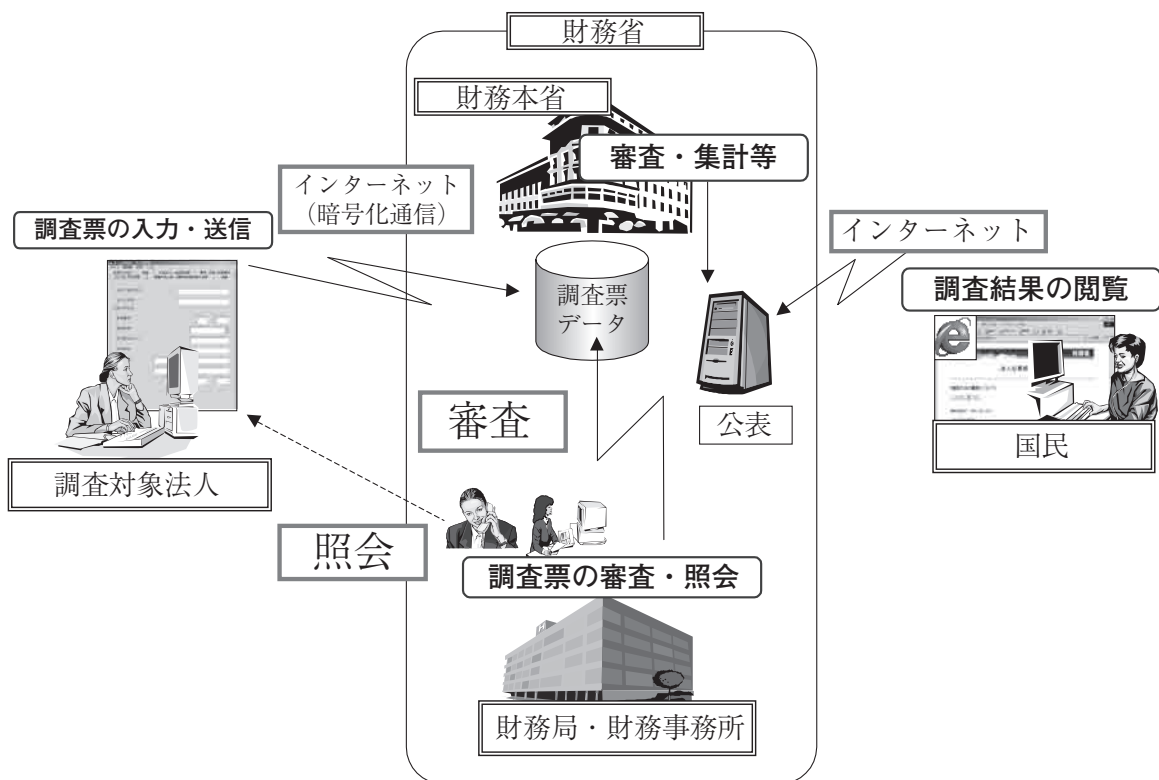 財務省
財務本省
審査・集計等
インターネット
(暗号化通信)
調査票の入力・送信
インターネット
調査票
データ
調査結果の閲覧
審査
公表
国民
調査対象法人
照会
調査票の審査・照会
財務局・財務事務所